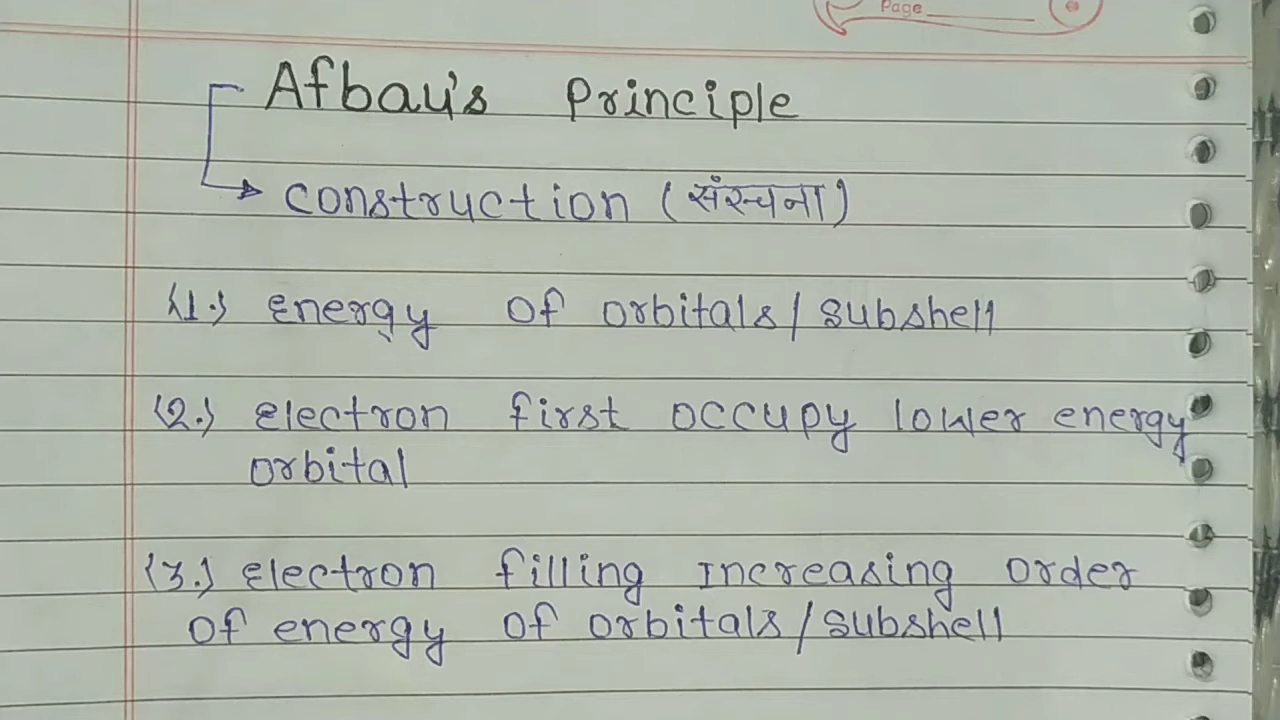 Page
Afbau's Principle
construction (संरचना)
(1.) energy of orbitals/subshell
(2.) electron first occupy lower energy
orbital
(3.) electron filling Increasing order
of energy of orbitals/subshell